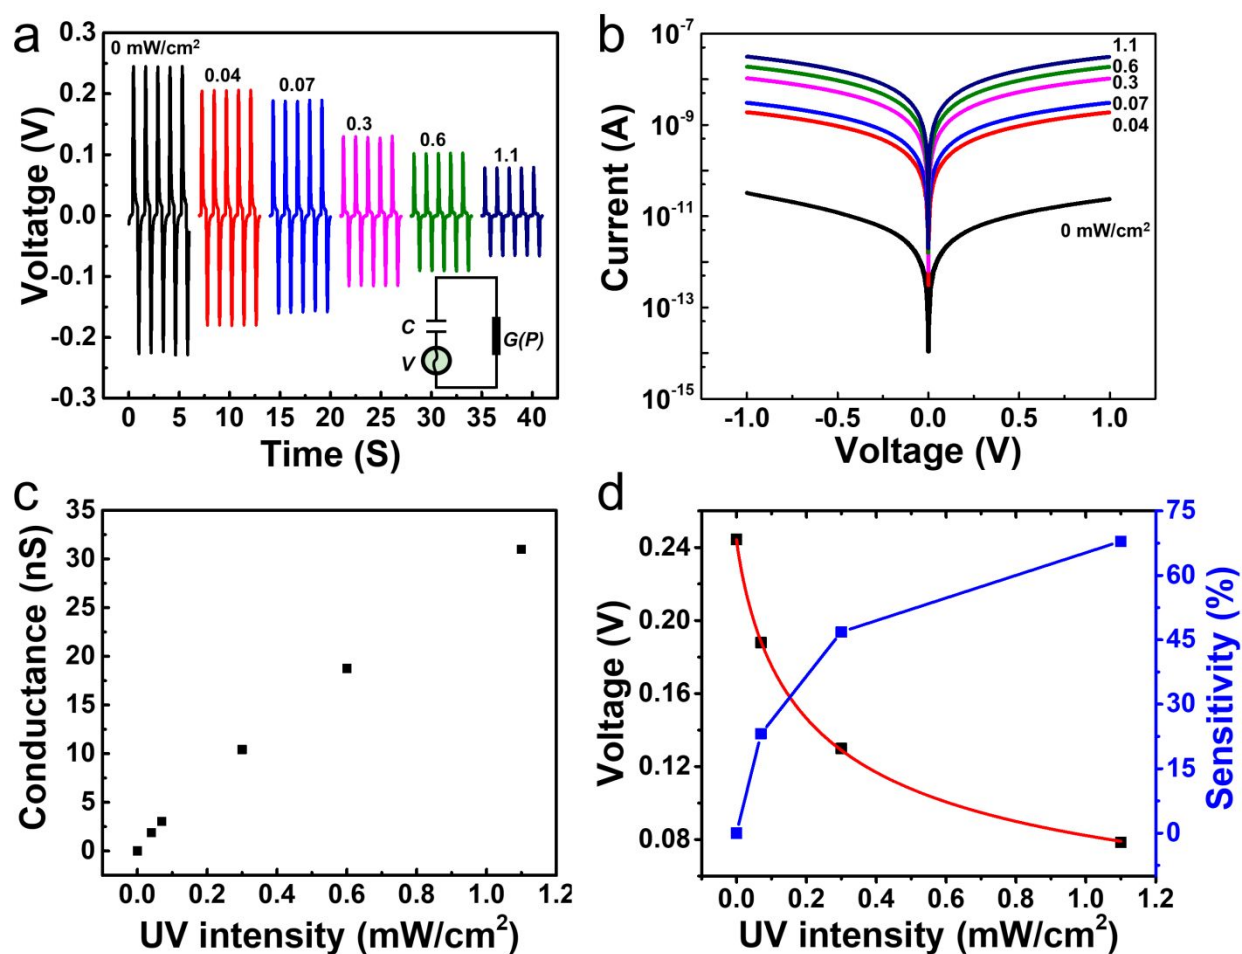 a
0 mW/cm²
0.04
0.07
0.3
0.6
1.1
0.3
0.2
0.1
0.0
-0.1
-0.2
-0.3
Voltatge (V)
C
V
G(P)
0 5 10 15 20 25 30 35 40
Time (S)
b
10⁻⁷
10⁻⁹
10⁻¹¹
10⁻¹³
10⁻¹⁵
Current (A)
1.1
0.6
0.3
0.07
0.04
0 mW/cm²
-1.0 -0.5 0.0 0.5 1.0
Voltage (V)
c
35
30
25
20
15
10
5
0
Conductance (nS)
0.0 0.2 0.4 0.6 0.8 1.0 1.2
UV intensity (mW/cm²)
d
0.24
0.20
0.16
0.12
0.08
Voltage (V)
75
60
45
30
15
0
Sensitivity (%)
0.0 0.2 0.4 0.6 0.8 1.0 1.2
UV intensity (mW/cm²)